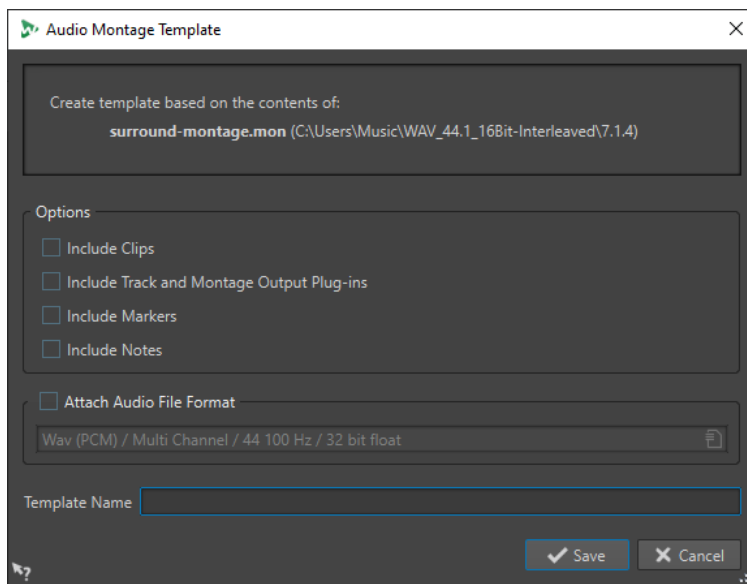 Audio Montage Template
Create template based on the contents of:
surround-montage.mon (C:\Users\Music\WAV_44.1_16Bit-Interleaved\7.1.4)
Options
Include Clips
Include Track and Montage Output Plug-ins
Include Markers
Include Notes
Attach Audio File Format
Wav (PCM) / Multi Channel / 44 100 Hz / 32 bit float
Template Name
Save Cancel
?